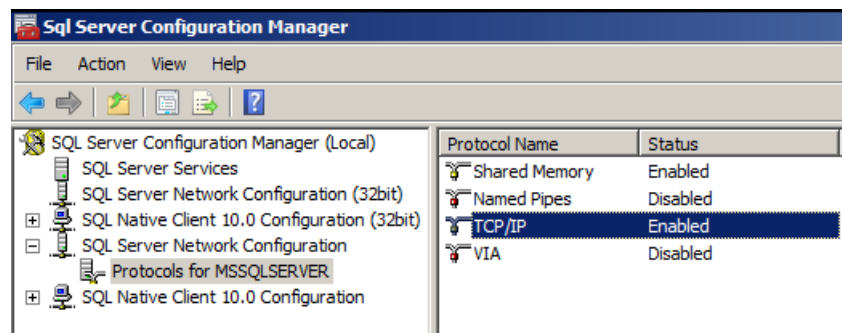 Sql Server Configuration Manager
File Action View Help
SQL Server Configuration Manager (Local)
SQL Server Services
SQL Server Network Configuration (32bit)
SQL Native Client 10.0 Configuration (32bit)
SQL Server Network Configuration
Protocols for MSSQLSERVER
SQL Native Client 10.0 Configuration
Protocol Name Status
Shared Memory Enabled
Named Pipes Disabled
TCP/IP Enabled
VIA Disabled